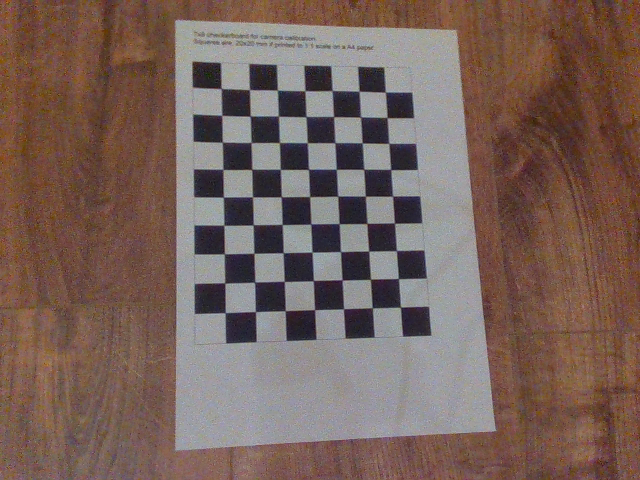 7x9 checkerboard for camera calibration.
Squares are 20x20 mm if printed to 1:1 scale on a A4 paper